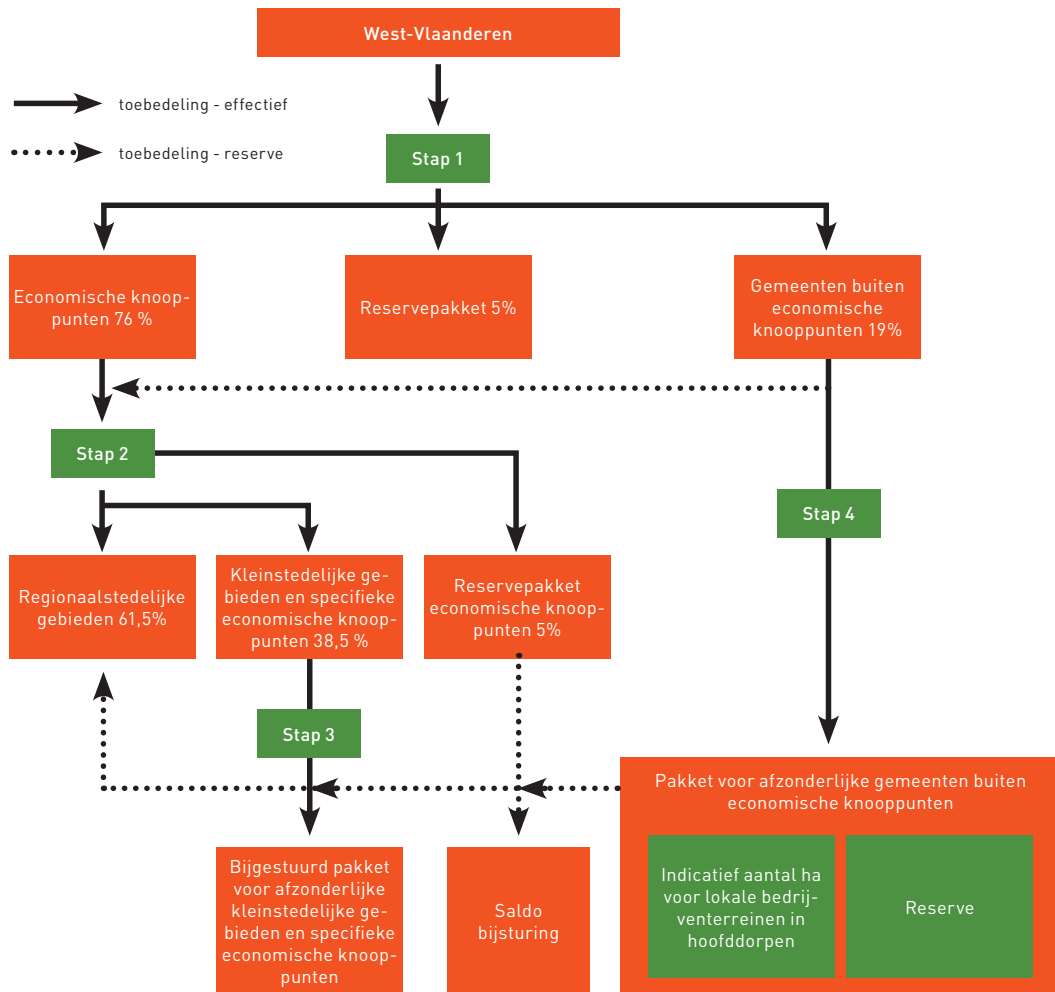 West-Vlaanderen
toebedeling - effectief
toebedeling - reserve
Stap 1
Economische knoop-
punten 76 %
Reservepakket 5%
Gemeenten buiten
economische
knooppunten 19%
Stap 2
Stap 4
Regionaalstedelijke
gebieden 61,5%
Kleinstedelijke ge-
bieden en specifieke
economische knoop-
punten 38,5 %
Reservepakket
economische knoop-
punten 5%
Stap 3
Pakket voor afzonderlijke gemeenten buiten
economische knooppunten
Bijgestuurd pakket
voor afzonderlijke
kleinstedelijke ge-
bieden en specifieke
economische knoop-
punten
Saldo
bijsturing
Indicatief aantal ha
voor lokale bedrij-
venterreinen in
hoofddorpen
Reserve